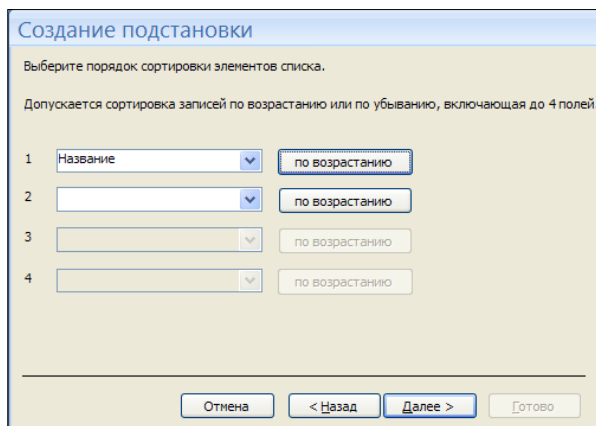 Создание подстановки
Выберите порядок сортировки элементов списка.
Допускается сортировка записей по возрастанию или по убыванию, включающая до 4 полей
1 Название по возрастанию
2 по возрастанию
3 по возрастанию
4 по возрастанию
Отмена < Назад Далее > Готово